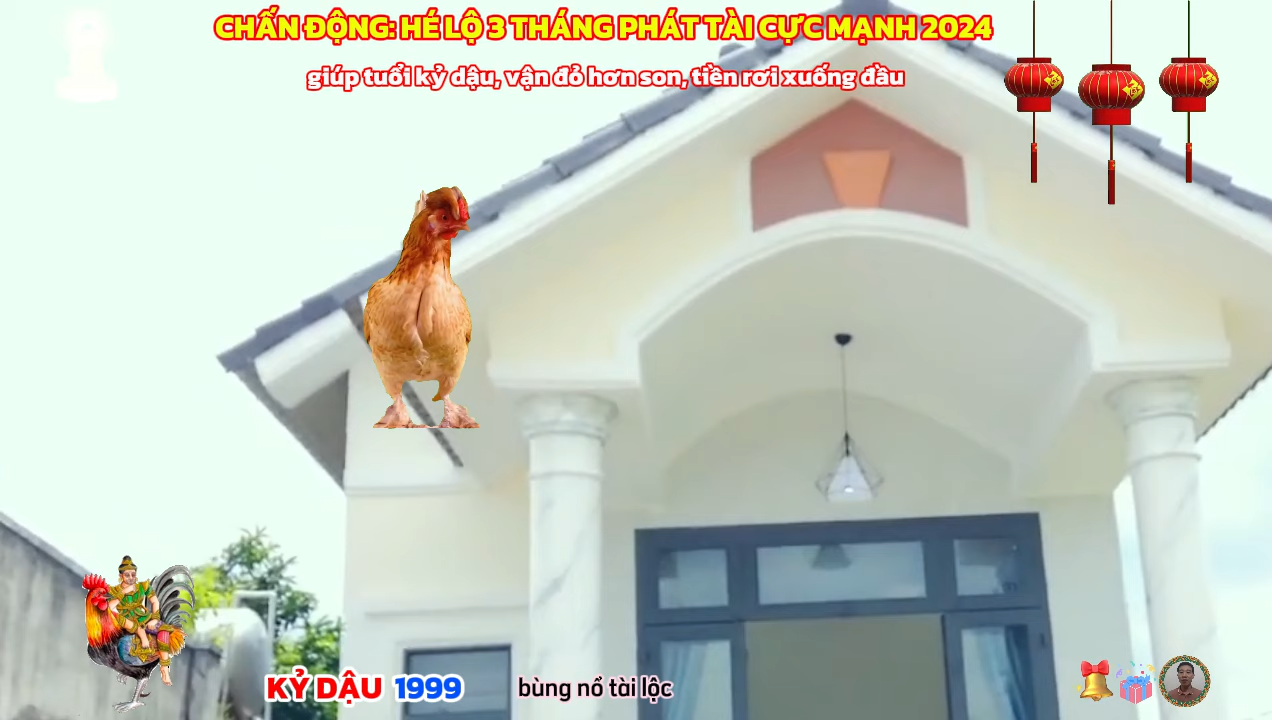 CHẤN ĐỘNG: HÉ LỘ 3 THÁNG PHÁT TÀI CỰC MẠNH 2024
giúp tuổi kỷ dậu, vận đỏ hơn son, tiền rơi xuống đầu
KỶ DẬU 1999
bùng nổ tài lộc